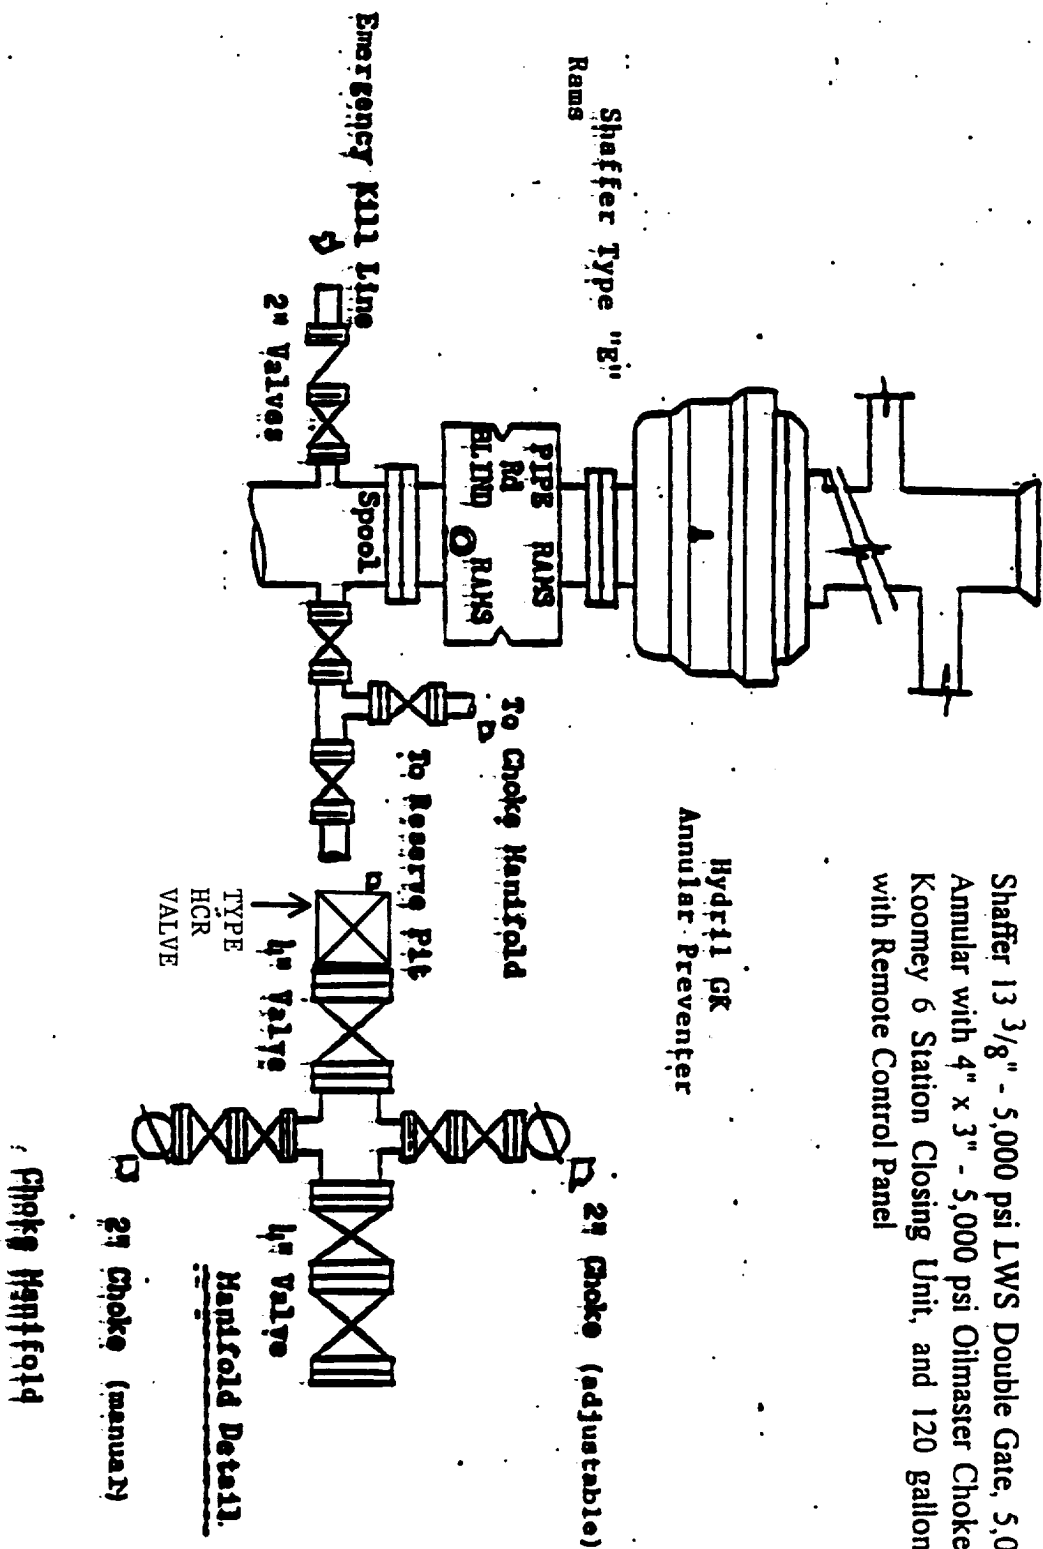 Shaffer 13 3/8" - 5,000 psi LWS Double Gate, 5,0
Annular with 4" x 3" - 5,000 psi Oilmaster Choke
Koomey 6 Station Closing Unit, and 120 gallon
with Remote Control Panel
Hydril GK
Annular Preventer
Shaffer Type "E"
Rams
PIPE RAMS
Rd
BLIND RAMS
Spool
Emergency Kill Line
2" Valves
To Choke Manifold
To Reserve Pit
TYPE
HCR
VALVE
4" Valve
4" Valve
2" Choke (adjustable)
2" Choke (manual)
Manifold Detail
Choke Manifold